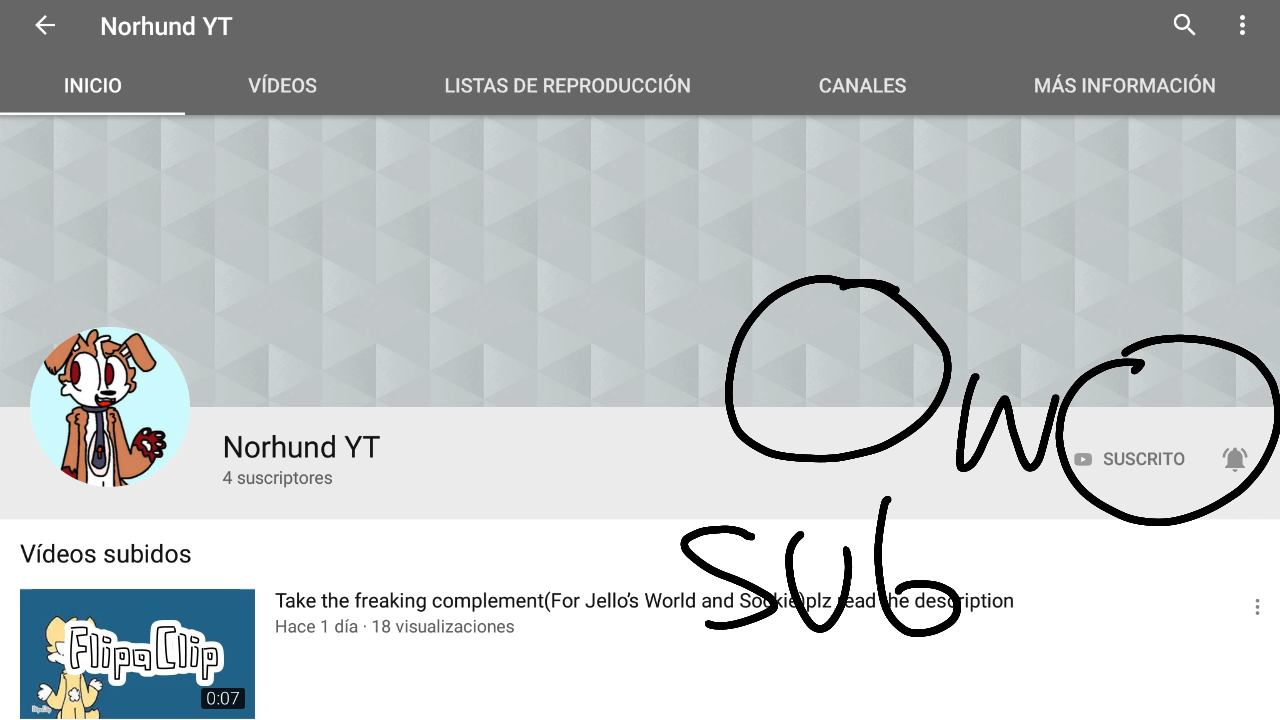 Norhund YT
INICIO VÍDEOS LISTAS DE REPRODUCCIÓN CANALES MÁS INFORMACIÓN
OwO
Norhund YT
SUSCRITO
4 suscriptores
sub
Vídeos subidos
Take the freaking complement(For Jello's World and Sockie)plz read the description
Hace 1 día · 18 visualizaciones
FlipaClip
FlipaClip
0:07